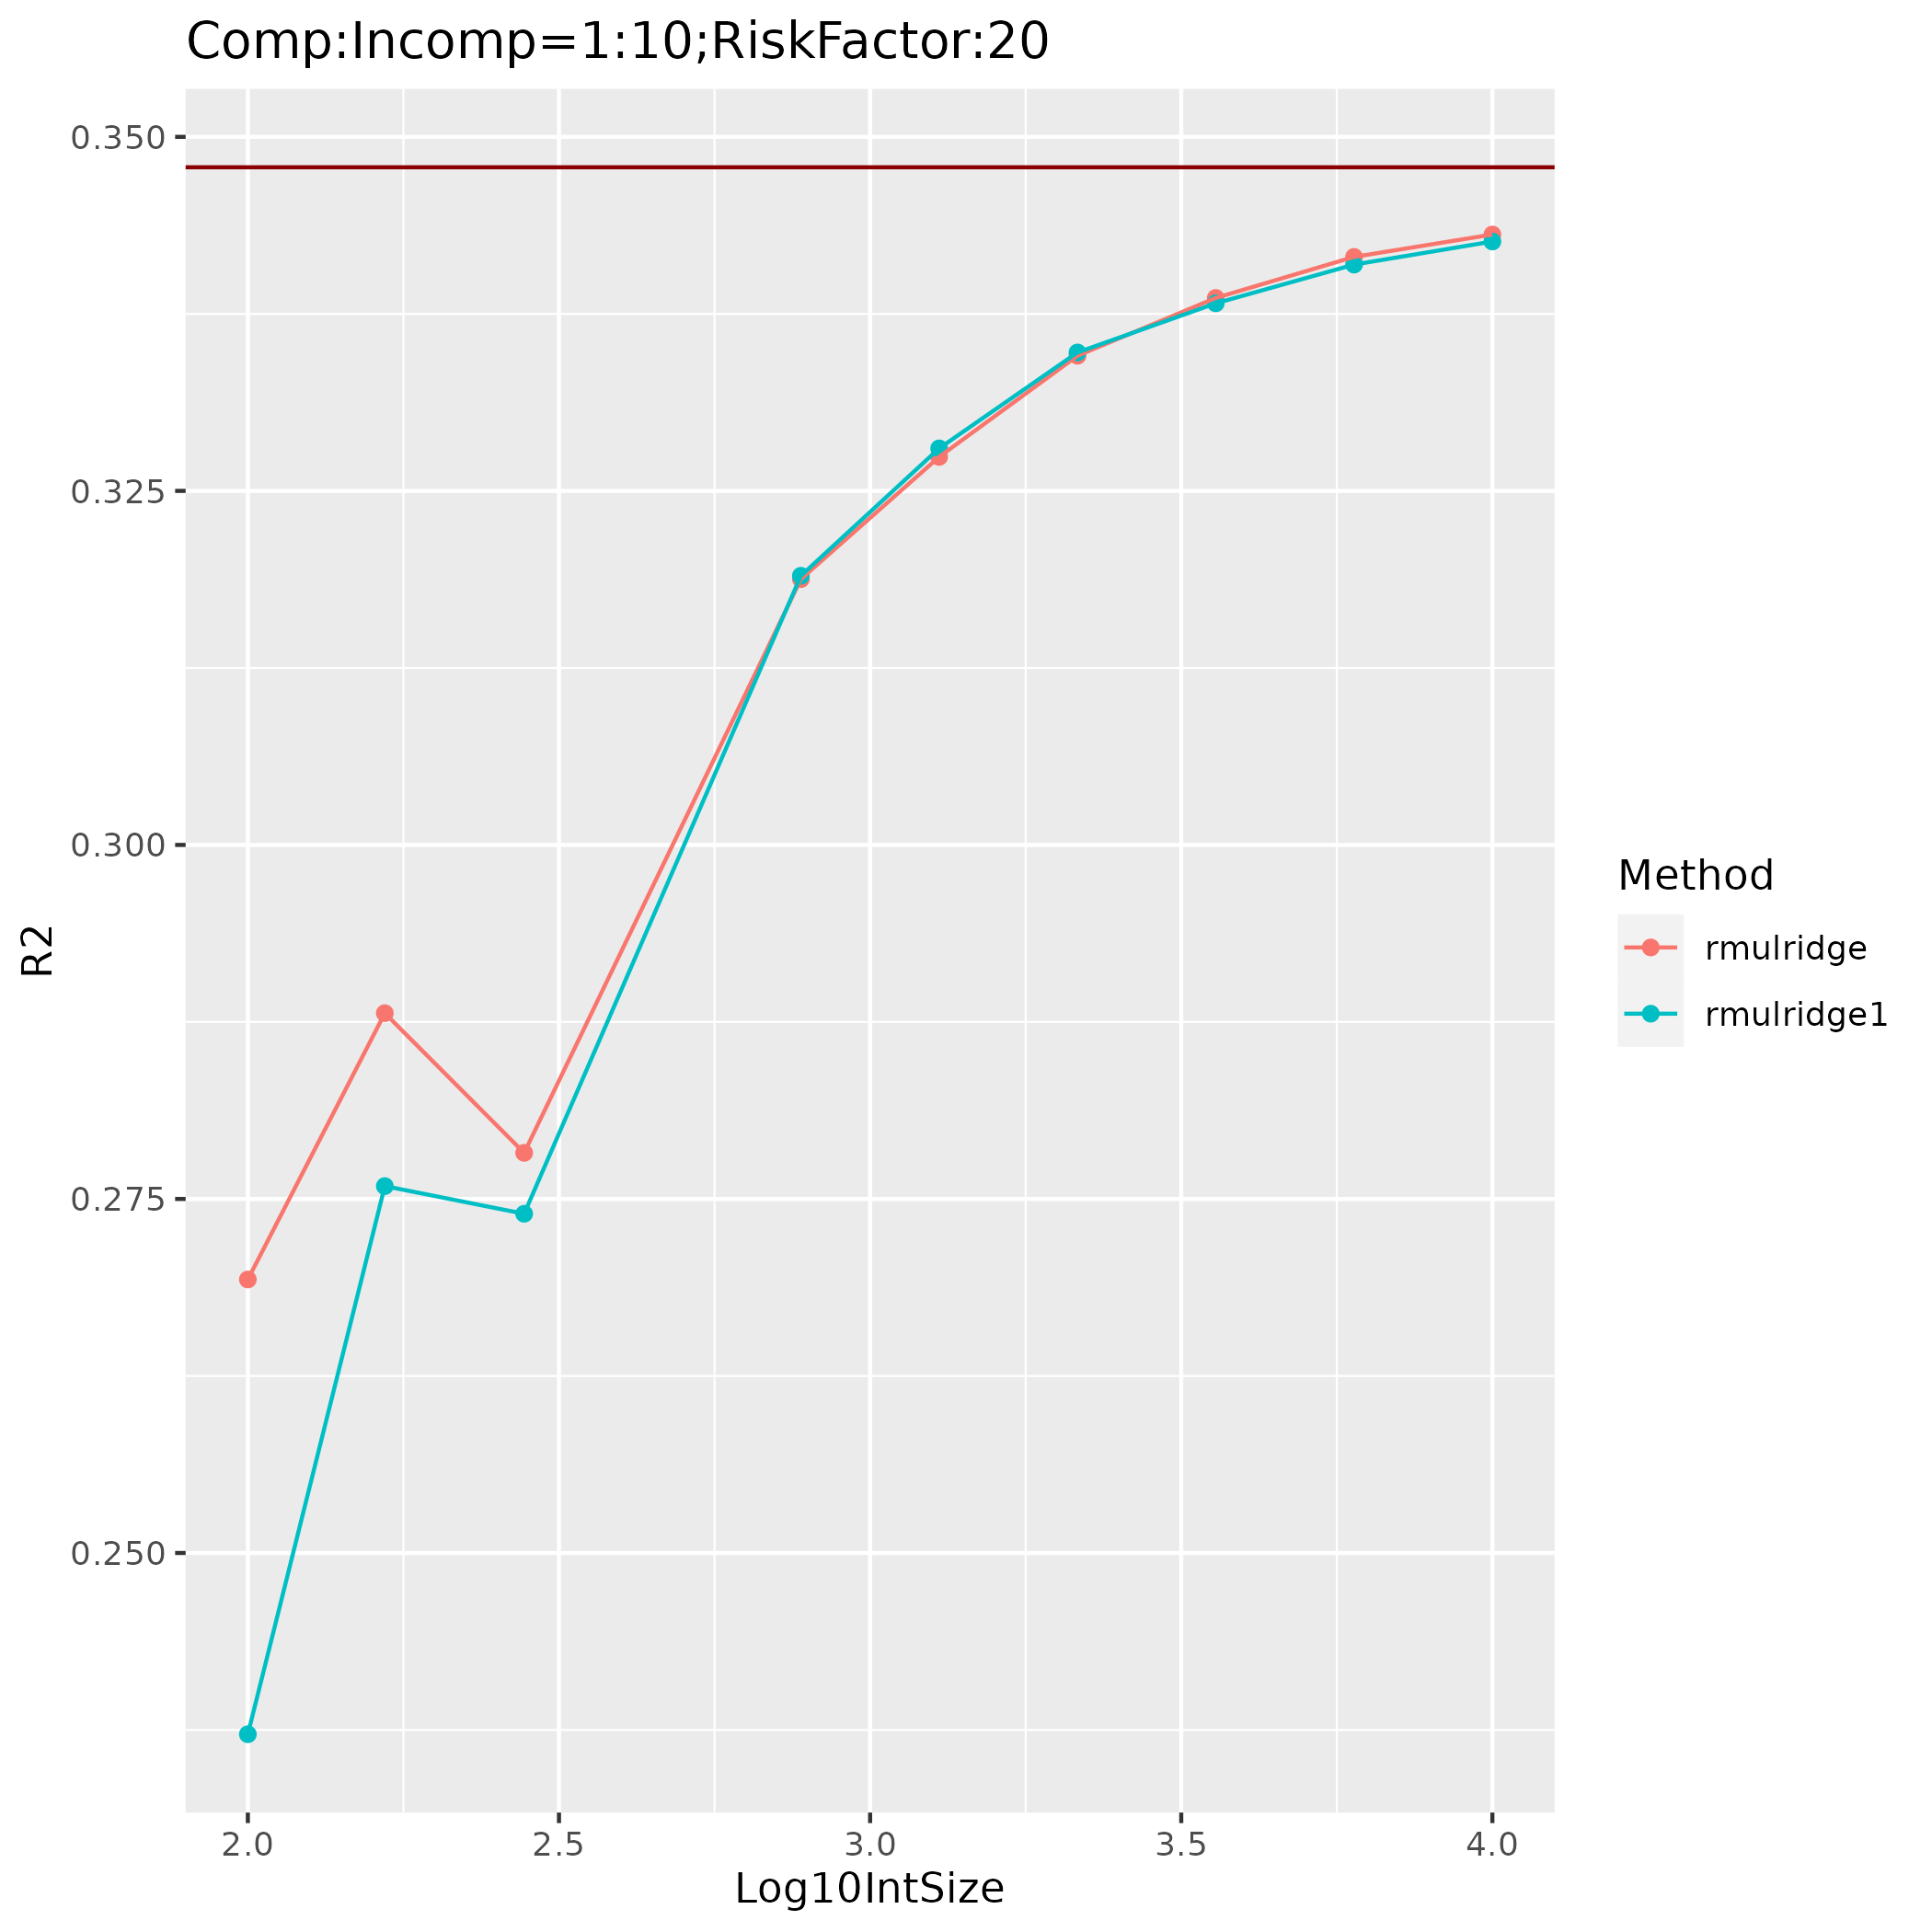 Comp:Incomp=1:10;RiskFactor:20
0.350
0.325
0.300
0.275
0.250
R2
2.0 2.5 3.0 3.5 4.0
Log10IntSize
Method
rmulridge
rmulridge1